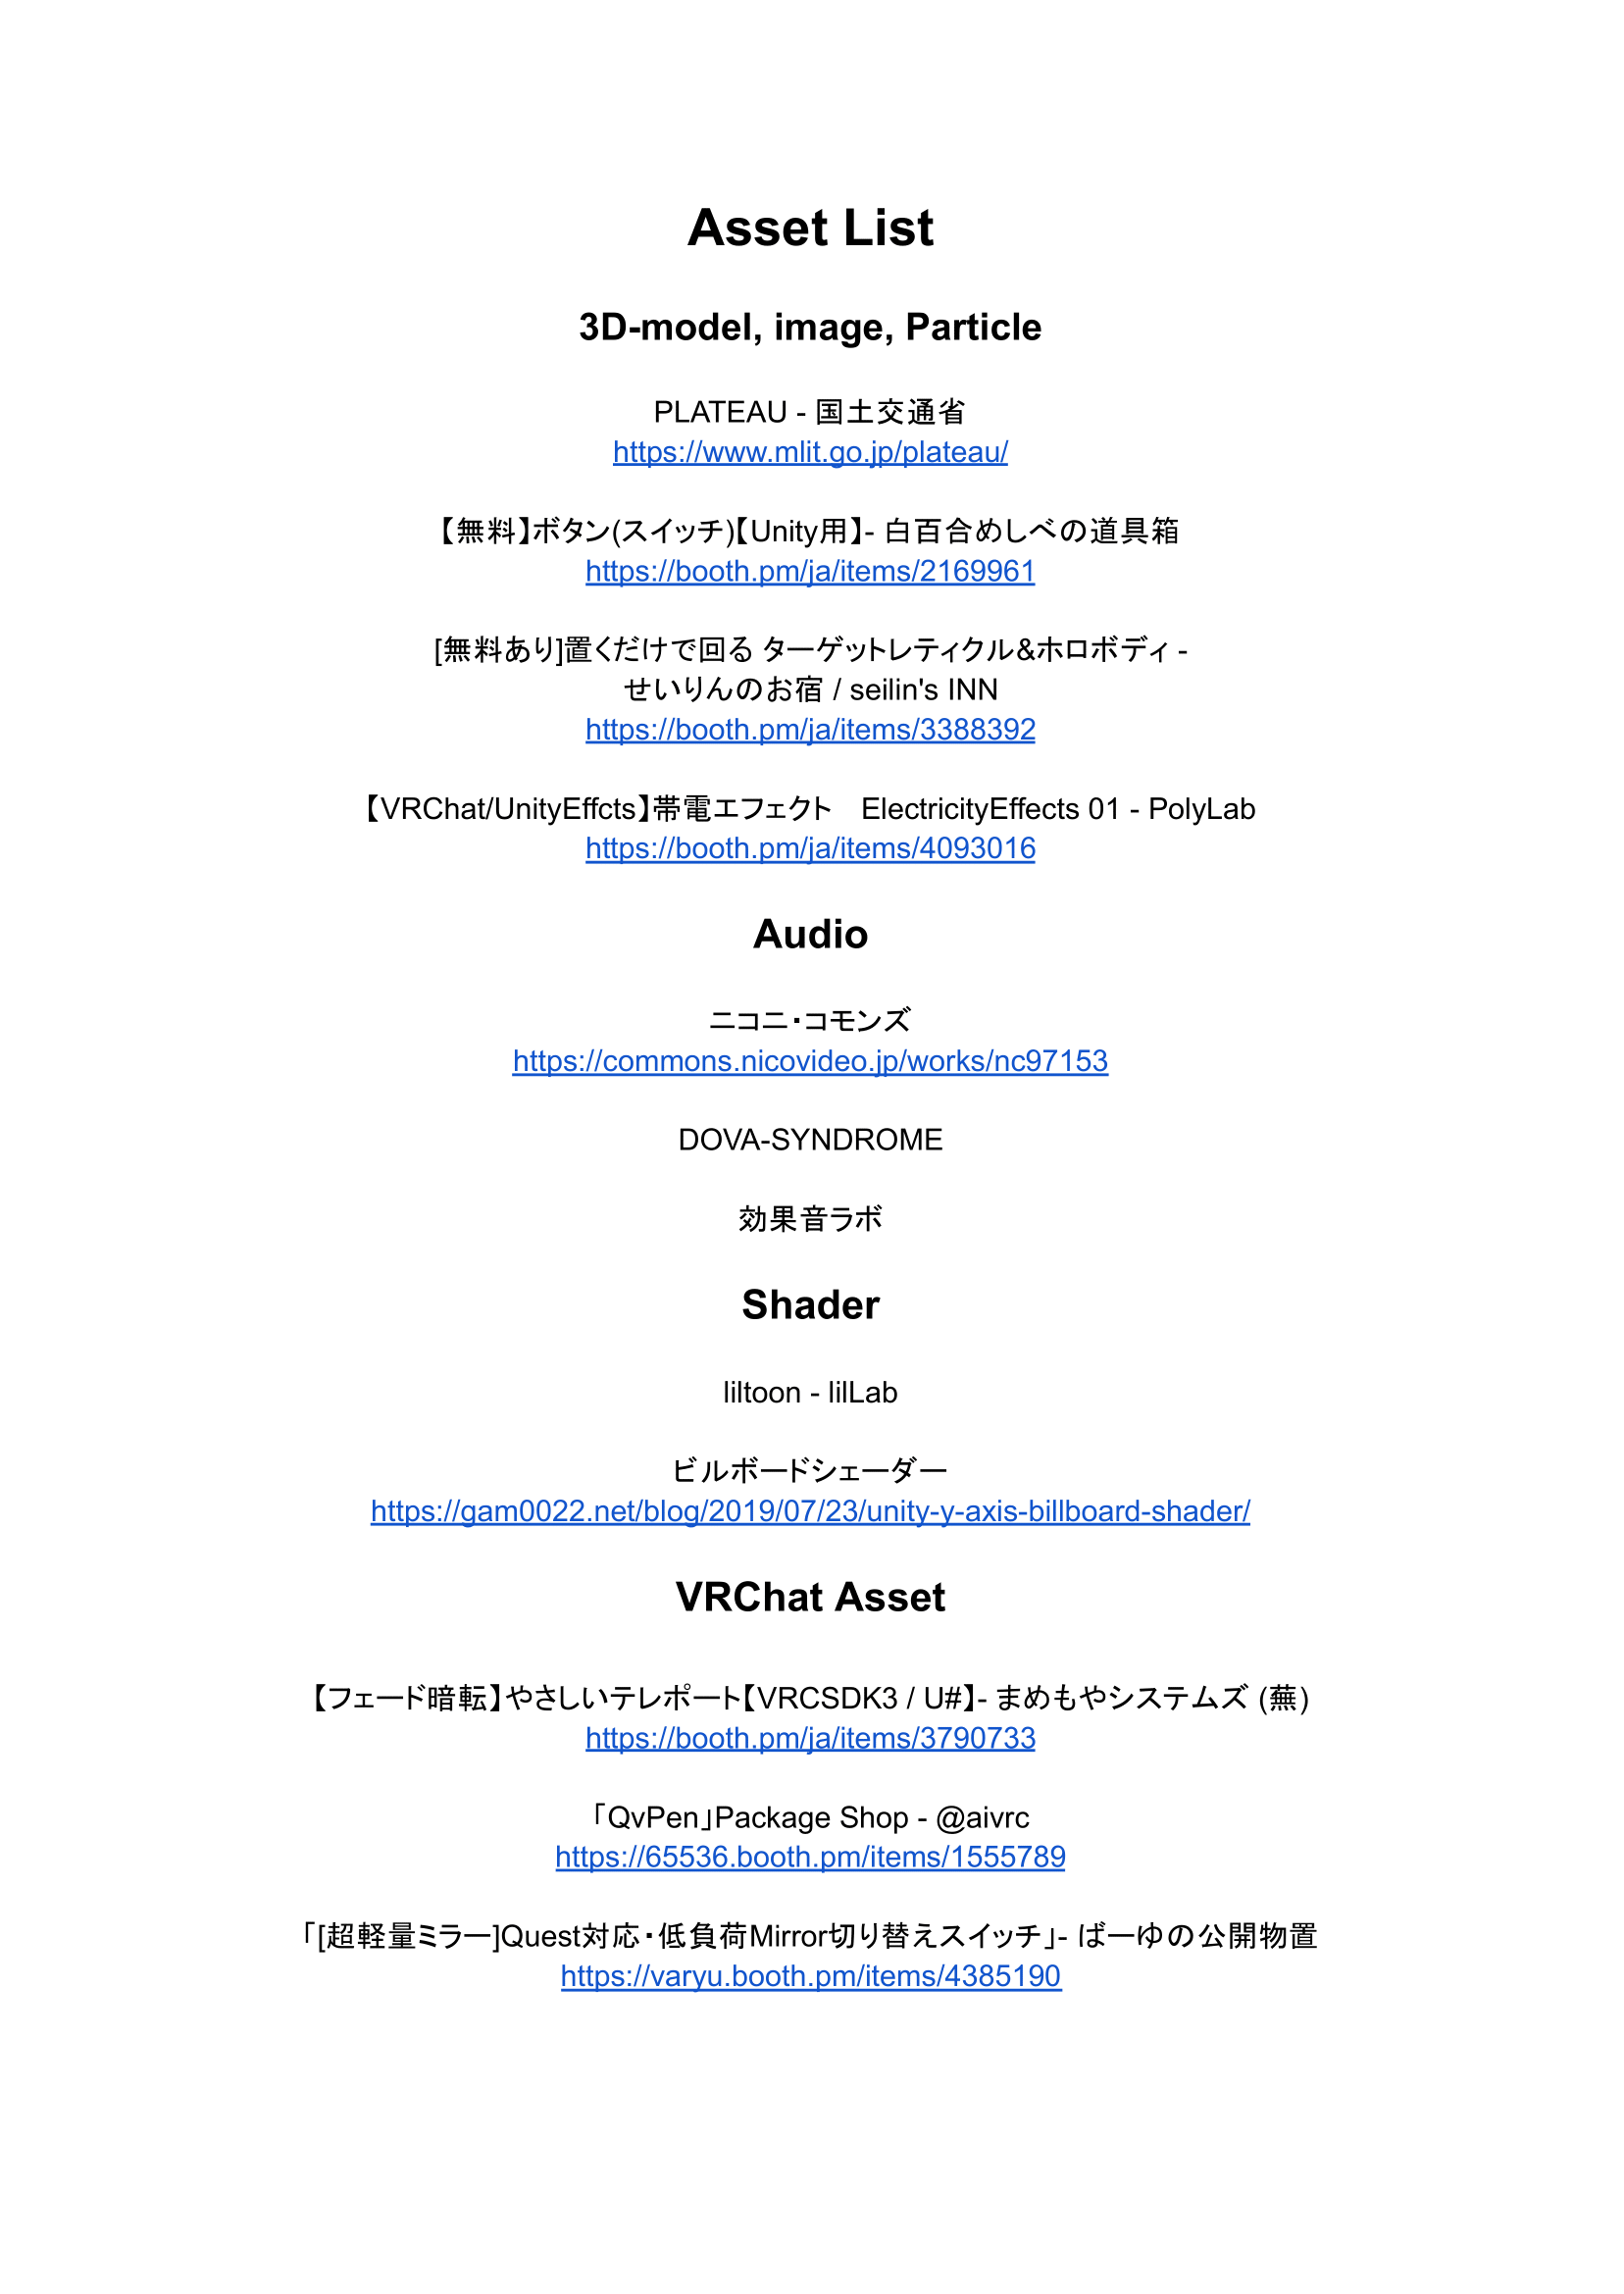 Asset List
3D-model, image, Particle
PLATEAU - 国土交通省
https://www.mlit.go.jp/plateau/
【無料】ボタン(スイッチ)【Unity用】- 白百合めしべの道具箱
https://booth.pm/ja/items/2169961
[無料あり]置くだけで回る ターゲットレティクル&ホロボディ -
せいりんのお宿 / seilin's INN
https://booth.pm/ja/items/3388392
【VRChat/UnityEffcts】帯電エフェクト　ElectricityEffects 01 - PolyLab
https://booth.pm/ja/items/4093016
Audio
ニコニ・コモンズ
https://commons.nicovideo.jp/works/nc97153
DOVA-SYNDROME
効果音ラボ
Shader
liltoon - lilLab
ビルボードシェーダー
https://gam0022.net/blog/2019/07/23/unity-y-axis-billboard-shader/
VRChat Asset
【フェード暗転】やさしいテレポート【VRCSDK3 / U#】- まめもやシステムズ (蕪)
https://booth.pm/ja/items/3790733
「QvPen」Package Shop - @aivrc
https://65536.booth.pm/items/1555789
「[超軽量ミラー]Quest対応・低負荷Mirror切り替えスイッチ」- ばーゆの公開物置
https://varyu.booth.pm/items/4385190